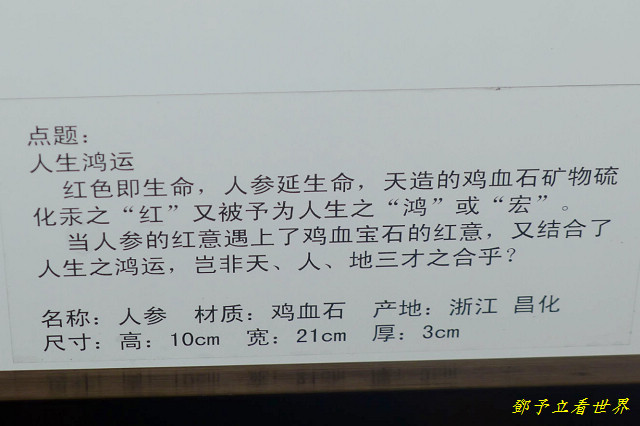 点题：
人生鸿运
红色即生命，人参延生命，天造的鸡血石矿物硫
化汞之“红”又被予为人生之“鸿”或“宏”。
当人参的红意遇上了鸡血宝石的红意，又结合了
人生之鸿运，岂非天、人、地三才之合乎？
名称：人参 材质：鸡血石 产地：浙江 昌化
尺寸：高：10cm 宽：21cm 厚：3cm
鄧予立看世界